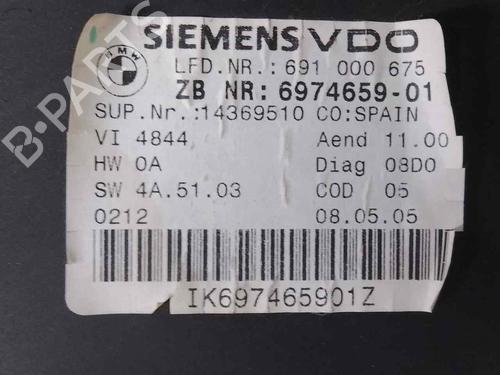 BMW
SIEMENS VDO
LFD.NR.: 691 000 675
ZB NR: 6974659-01
SUP.Nr.:14369510 CO:SPAIN
VI 4844 Aend 11.00
HW 0A Diag 08D0
SW 4A.51.03 COD 05
0212 08.05.05
IK697465901Z
B-PARTS